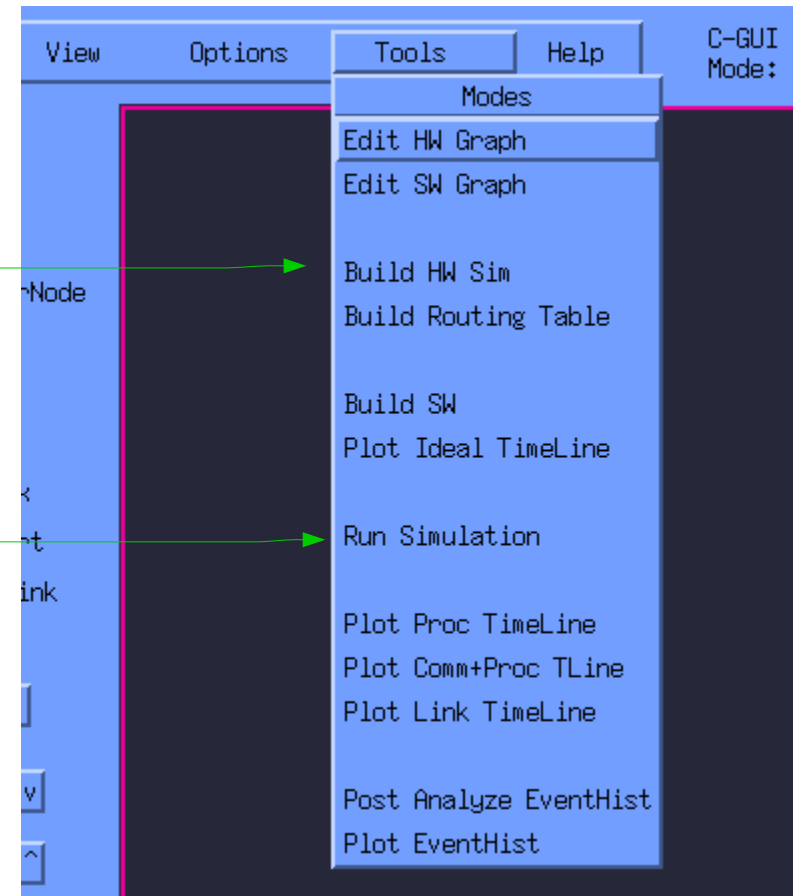 View Options Tools Help
C-GUI
Mode:
Modes
Edit HW Graph
Edit SW Graph
Build HW Sim
rNode
Build Routing Table
Build SW
Plot Ideal TimeLine
Run Simulation
ink
Plot Proc TimeLine
Plot Comm+Proc TLine
Plot Link TimeLine
v
Post Analyze EventHist
^
Plot EventHist